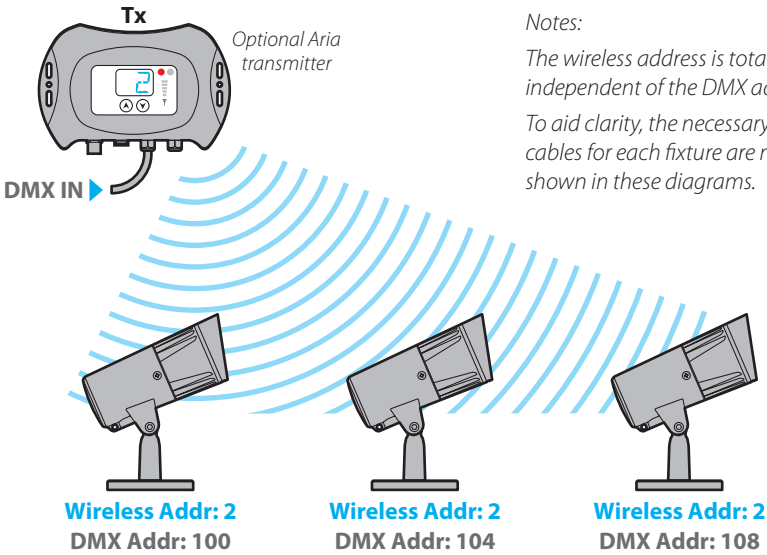 Tx
Optional Aria
transmitter
2
DMX IN
Notes:
The wireless address is
independent of the DMX
To aid clarity, the necessary
cables for each fixture are
shown in these diagrams.
Wireless Addr: 2
DMX Addr: 100
Wireless Addr: 2
DMX Addr: 104
Wireless Addr: 2
DMX Addr: 108